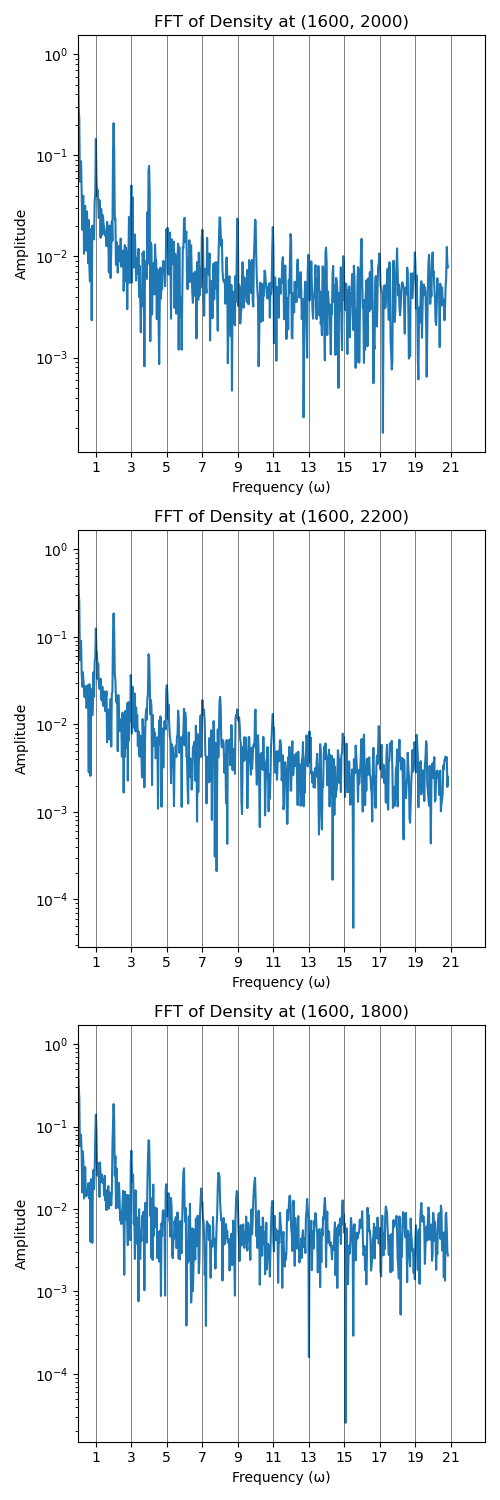 FFT of Density at (1600, 2000)
10⁰
10⁻¹
10⁻²
10⁻³
Amplitude
1 3 5 7 9 11 13 15 17 19 21
Frequency (ω)
FFT of Density at (1600, 2200)
10⁰
10⁻¹
10⁻²
10⁻³
10⁻⁴
Amplitude
1 3 5 7 9 11 13 15 17 19 21
Frequency (ω)
FFT of Density at (1600, 1800)
10⁰
10⁻¹
10⁻²
10⁻³
10⁻⁴
Amplitude
1 3 5 7 9 11 13 15 17 19 21
Frequency (ω)